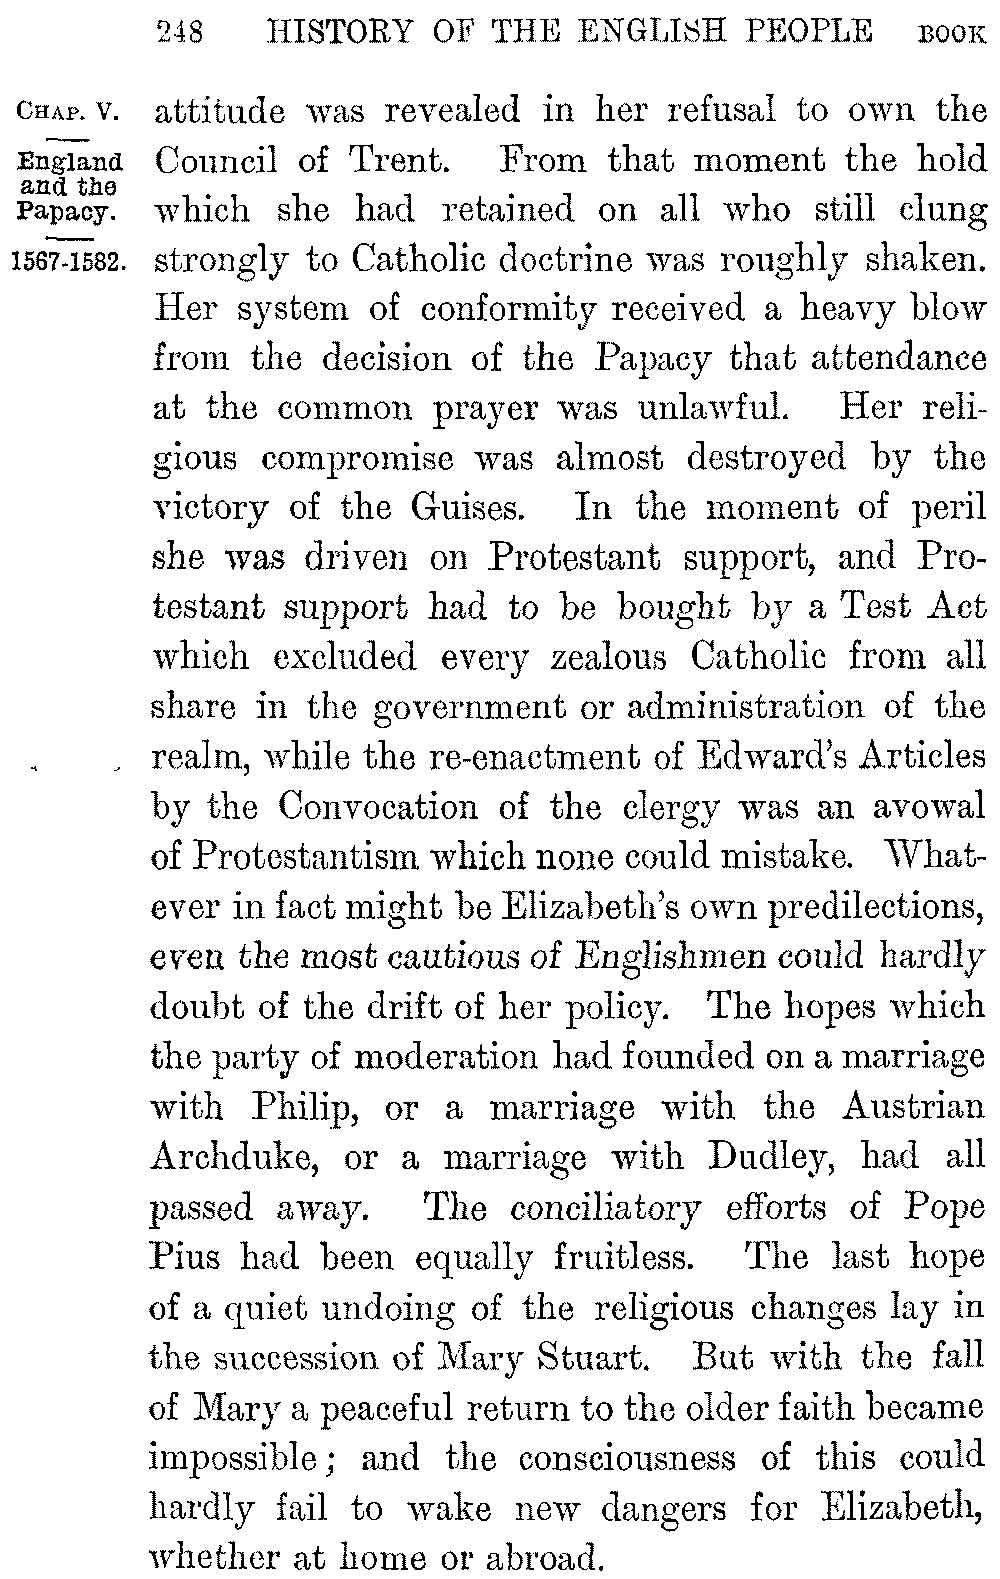 248 HISTORY OF THE ENGLISH PEOPLE BOOK
CHAP. V.
England
and the
Papacy.
1567-1582.
attitude was revealed in her refusal to own the
Council of Trent. From that moment the hold
which she had retained on all who still clung
strongly to Catholic doctrine was roughly shaken.
Her system of conformity received a heavy blow
from the decision of the Papacy that attendance
at the common prayer was unlawful. Her reli-
gious compromise was almost destroyed by the
victory of the Guises. In the moment of peril
she was driven on Protestant support, and Pro-
testant support had to be bought by a Test Act
which excluded every zealous Catholic from all
share in the government or administration of the
realm, while the re-enactment of Edward's Articles
by the Convocation of the clergy was an avowal
of Protestantism which none could mistake. What-
ever in fact might be Elizabeth's own predilections,
even the most cautious of Englishmen could hardly
doubt of the drift of her policy. The hopes which
the party of moderation had founded on a marriage
with Philip, or a marriage with the Austrian
Archduke, or a marriage with Dudley, had all
passed away. The conciliatory efforts of Pope
Pius had been equally fruitless. The last hope
of a quiet undoing of the religious changes lay in
the succession of Mary Stuart. But with the fall
of Mary a peaceful return to the older faith became
impossible; and the consciousness of this could
hardly fail to wake new dangers for Elizabeth,
whether at home or abroad.